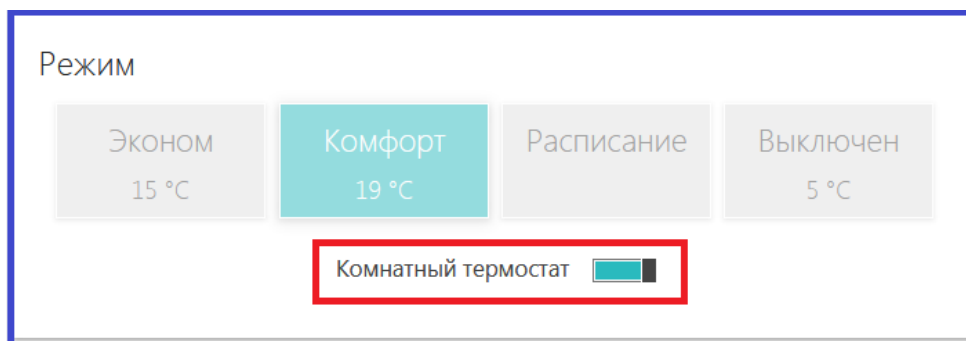 Режим
Эконом Комфорт Расписание Выключен
15 °C 19 °C 5 °C
Комнатный термостат